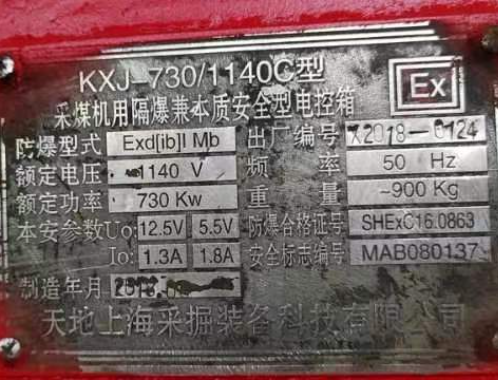 KXJ-730/1140C型
Ex
采煤机用隔爆兼本质安全型电控箱
防爆型式 Exd[ib]I Mb 出厂编号 X2018-0124
额定电压 ~1140 V 频率 50 Hz
额定功率 730 Kw 重量 ~900 Kg
本安参数 Uo: 12.5V 5.5V 防爆合格证号 SHExC16.0863
Io: 1.3A 1.8A 安全标志编号 MAB080137
制造年月
天地上海采掘装备科技有限公司